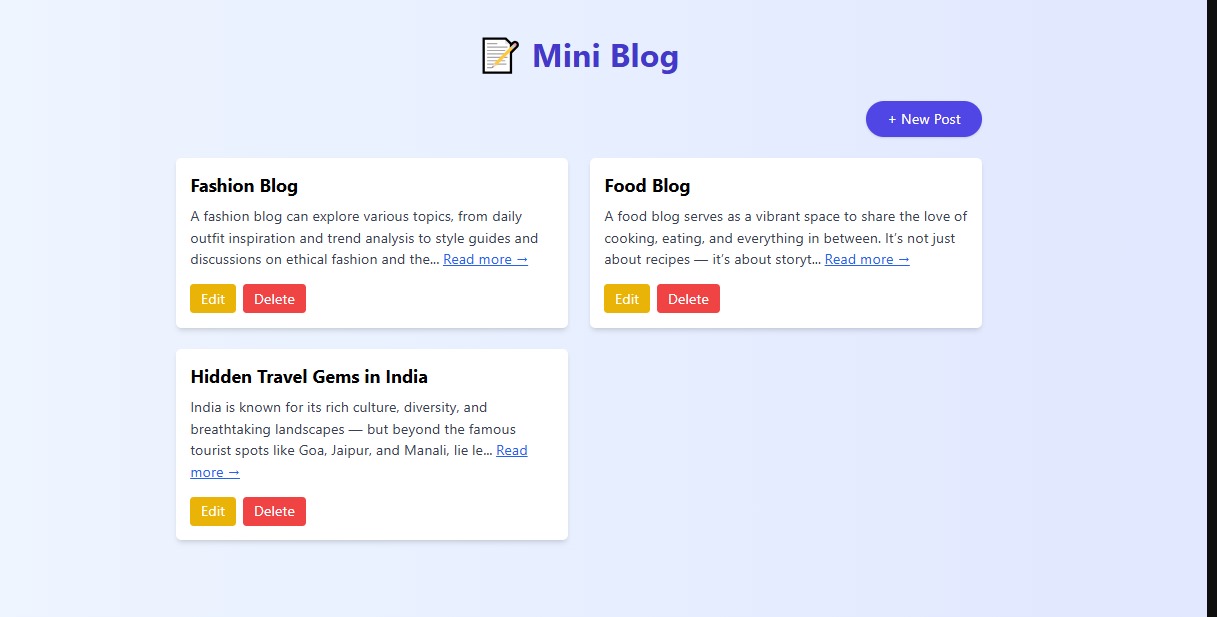 Mini Blog
+ New Post
Fashion Blog
A fashion blog can explore various topics, from daily
outfit inspiration and trend analysis to style guides and
discussions on ethical fashion and the... Read more →
Edit
Delete
Food Blog
A food blog serves as a vibrant space to share the love of
cooking, eating, and everything in between. It’s not just
about recipes — it’s about storyt... Read more →
Edit
Delete
Hidden Travel Gems in India
India is known for its rich culture, diversity, and
breathtaking landscapes — but beyond the famous
tourist spots like Goa, Jaipur, and Manali, lie le... Read
more →
Edit
Delete